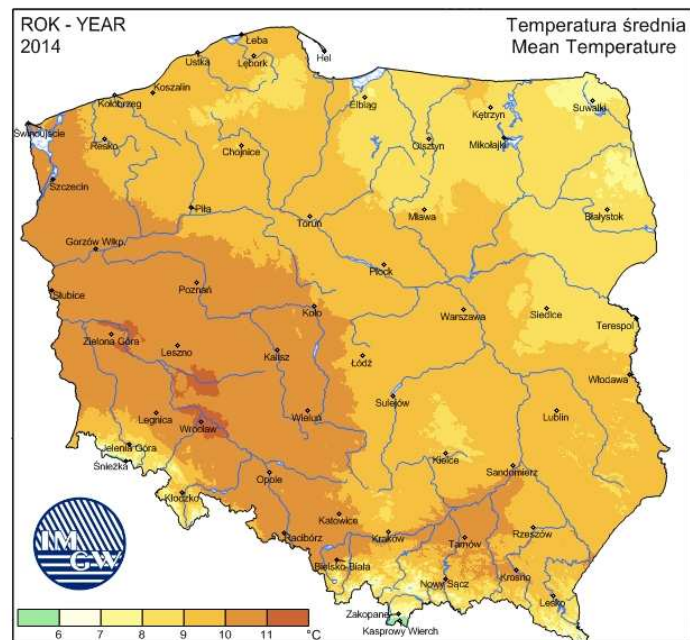 ROK - YEAR
2014
Temperatura średnia
Mean Temperature
Łeba
Ustka
Lębork
Hel
Koszalin
Kołobrzeg
Elbląg
Kętrzyn
Suwałki
Świnoujście
Resko
Chojnice
Olsztyn
Mikołajki
Szczecin
Piła
Toruń
Mława
Białystok
Gorzów Wlkp.
Płock
Słubice
Poznań
Koło
Warszawa
Siedlce
Terespol
Zielona Góra
Leszno
Kalisz
Łódź
Włodawa
Sulejów
Legnica
Wrocław
Wieluń
Lublin
Jelenia Góra
Śnieżka
Kielce
Sandomierz
Kłodzko
Opole
Katowice
Racibórz
Kraków
Tarnów
Rzeszów
Bielsko-Biała
Nowy Sącz
Krosno
Lesko
Zakopane
Kasprowy Wierch
IM
GW
6 7 8 9 10 11 °C